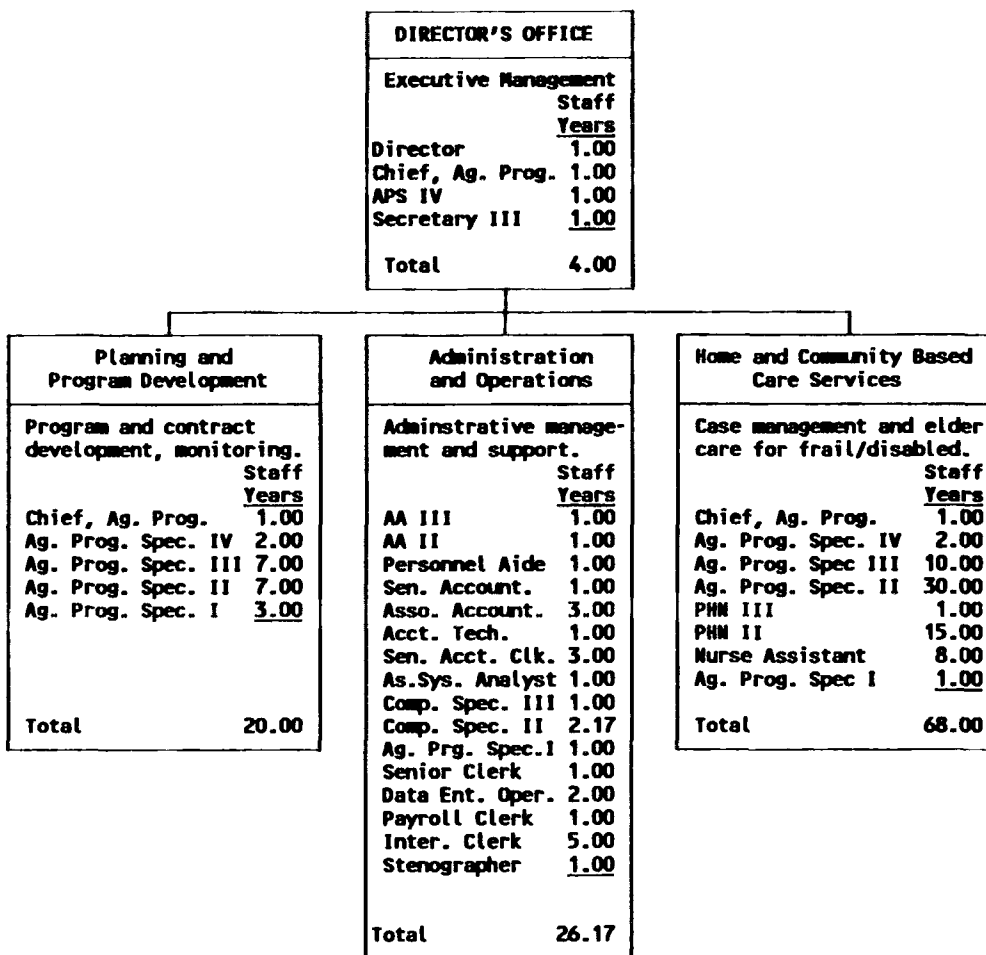 DIRECTOR'S OFFICE
Executive Management
Staff
Years
Director 1.00
Chief, Ag. Prog. 1.00
APS IV 1.00
Secretary III 1.00
Total 4.00
Planning and
Program Development
Program and contract
development, monitoring.
Staff
Years
Chief, Ag. Prog. 1.00
Ag. Prog. Spec. IV 2.00
Ag. Prog. Spec. III 7.00
Ag. Prog. Spec. II 7.00
Ag. Prog. Spec. I 3.00
Total 20.00
Administration
and Operations
Adminstrative manage-
ment and support.
Staff
Years
AA III 1.00
AA II 1.00
Personnel Aide 1.00
Sen. Account. 1.00
Asso. Account. 3.00
Acct. Tech. 1.00
Sen. Acct. Clk. 3.00
As.Sys. Analyst 1.00
Comp. Spec. III 1.00
Comp. Spec. II 2.17
Ag. Prg. Spec.I 1.00
Senior Clerk 1.00
Data Ent. Oper. 2.00
Payroll Clerk 1.00
Inter. Clerk 5.00
Stenographer 1.00
Total 26.17
Home and Community Based
Care Services
Case management and elder
care for frail/disabled.
Staff
Years
Chief, Ag. Prog. 1.00
Ag. Prog. Spec. IV 2.00
Ag. Prog. Spec III 10.00
Ag. Prog. Spec. II 30.00
PHN III 1.00
PHN II 15.00
Nurse Assistant 8.00
Ag. Prog. Spec I 1.00
Total 68.00